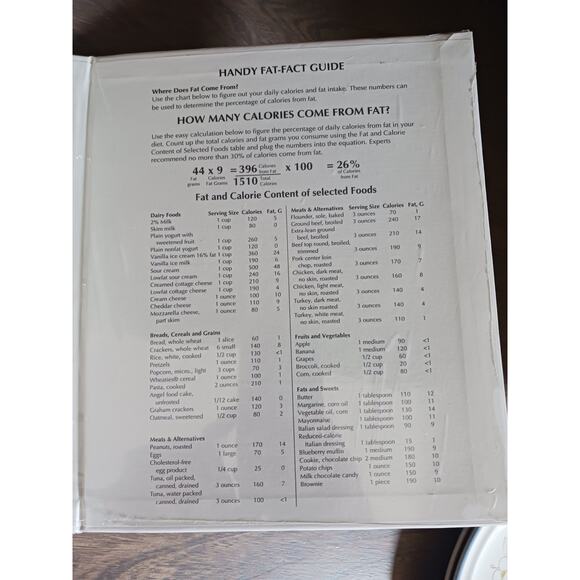 HANDY FAT-FACT GUIDE
Where Does Fat Come From?
Use the chart below to figure out your daily calories and fat intake. These numbers can
be used to determine the percentage of calories from fat.
HOW MANY CALORIES COME FROM FAT?
Use the easy calculation below to figure the percentage of daily calories from fat in your
diet. Count up the total calories and fat grams you consume using the Fat and Calorie
Content of Selected Foods table and plug the numbers into the equation. Experts
recommend no more than 30% of calories come from fat.
44 x 9 = 396 Calories from Fat x 100 = 26%
Fat grams Calories Fat Grams 1510 Total Calories of Calories from Fat
Fat and Calorie Content of selected Foods
Dairy Foods Serving Size Calories Fat, G
2% Milk 1 cup 120 5
Skim milk 1 cup 80 0
Plain yogurt with
sweetened fruit 1 cup 260 5
Plain nonfat yogurt 1 cup 120 0
Vanilla ice cream 16% fat 1 cup 360 24
Vanilla ice milk 1 cup 190 6
Sour cream 1 cup 500 48
Lowfat sour cream 1 cup 240 16
Creamed cottage cheese 1 cup 210 9
Lowfat cottage cheese 1 cup 190 4
Cream cheese 1 ounce 100 10
Cheddar cheese 1 ounce 110 9
Mozzarella cheese,
part skim 1 ounce 80 5
Breads, Cereals and Grains
Bread, whole wheat 1 slice 60 1
Crackers, whole wheat 6 small 140 8
Rice, white, cooked 1/2 cup 130 <1
Pretzels 1 ounce 110 1
Popcorn, micro., light 3 cups 70 3
Wheaties® cereal 1 ounce 100 1
Pasta, cooked 2 ounces 210 1
Angel food cake,
unfrosted 1/12 cake 140 0
Graham crackers 1 ounce 120 3
Oatmeal, sweetened 1/2 cup 80 2
Meats & Alternatives
Peanuts, roasted 1 ounce 170 14
Eggs 1 large 70 5
Cholesterol-free
egg product 1/4 cup 25 0
Tuna, oil packed,
canned, drained 3 ounces 160 7
Tuna, water packed
canned, drained 3 ounces 100 <1
Meats & Alternatives Serving Size Calories Fat, G
Flounder, sole, baked 3 ounces 70 1
Ground beef, broiled 3 ounces 240 17
Extra-lean ground
beef, broiled 3 ounces 210 14
Beef top round, broiled,
trimmed 3 ounces 190 9
Pork center loin
chop, roasted 3 ounces 170 7
Chicken, dark meat,
no skin, roasted 3 ounces 160 8
Chicken, light meat,
no skin, roasted 3 ounces 140 4
Turkey, dark meat,
no skin, roasted 3 ounces 140 4
Turkey, white meat,
no skin, roasted 3 ounces 110 1
Fruits and Vegetables
Apple 1 medium 90 <1
Banana 1 medium 120 <1
Grapes 1/2 cup 60 <1
Broccoli, cooked 1/2 cup 20 <1
Corn, cooked 1/2 cup 80 <1
Fats and Sweets
Butter 1 tablespoon 110 12
Margarine, corn oil 1 tablespoon 100 11
Vegetable oil, corn 1 tablespoon 130 14
Mayonnaise 1 tablespoon 100 11
Italian salad dressing 1 tablespoon 90 9
Reduced-calorie
Italian dressing 1 tablespoon 15 1
Blueberry muffin 1 medium 190 9
Cookie, chocolate chip 2 medium 180 10
Potato chips 1 ounce 150 10
Milk chocolate candy 1 ounce 150 9
Brownie 1 piece 190 10